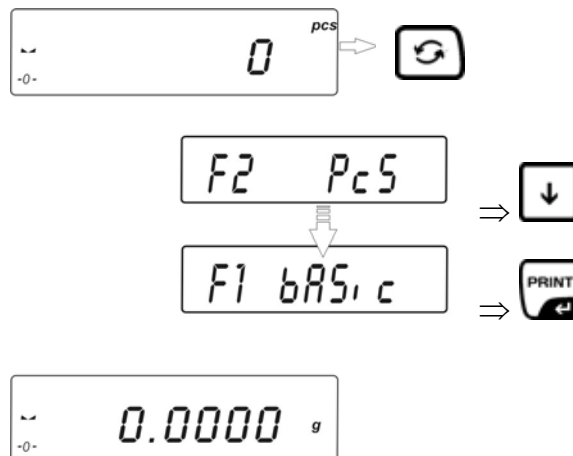 pcs
0
-0-
F2 PcS
F1 bASic
PRINT
0.0000 g
-0-